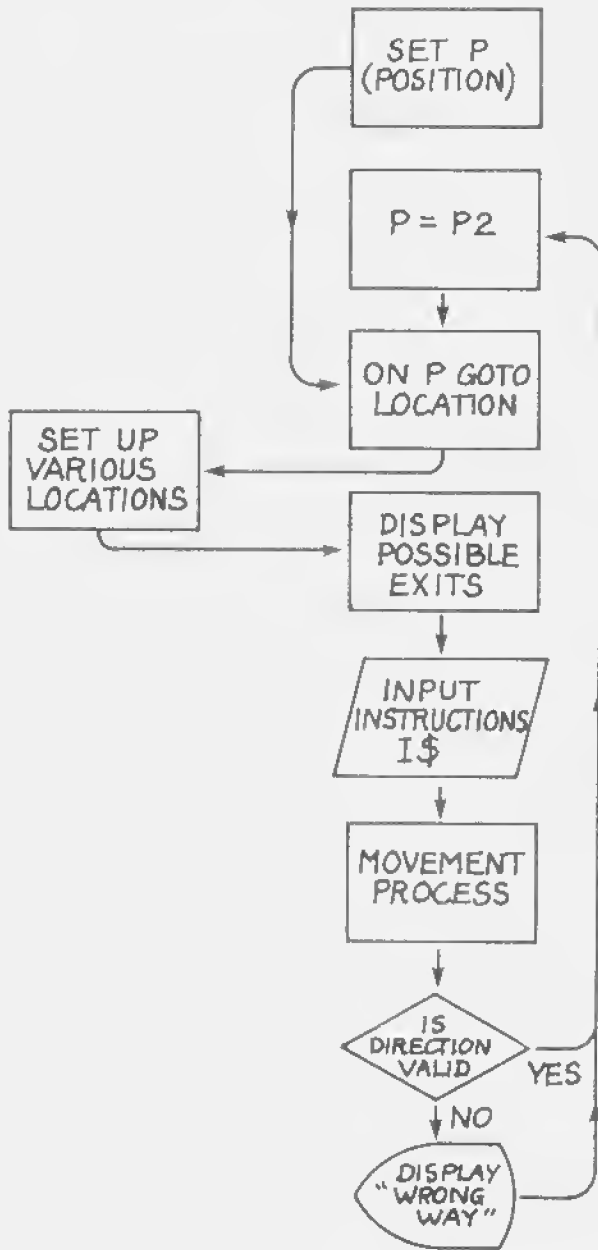 SET P
(POSITION)
P = P2
ON P GOTO
LOCATION
SET UP
VARIOUS
LOCATIONS
DISPLAY
POSSIBLE
EXITS
INPUT
INSTRUCTIONS
I$
MOVEMENT
PROCESS
IS
DIRECTION
VALID
YES
NO
DISPLAY
"WRONG
WAY"